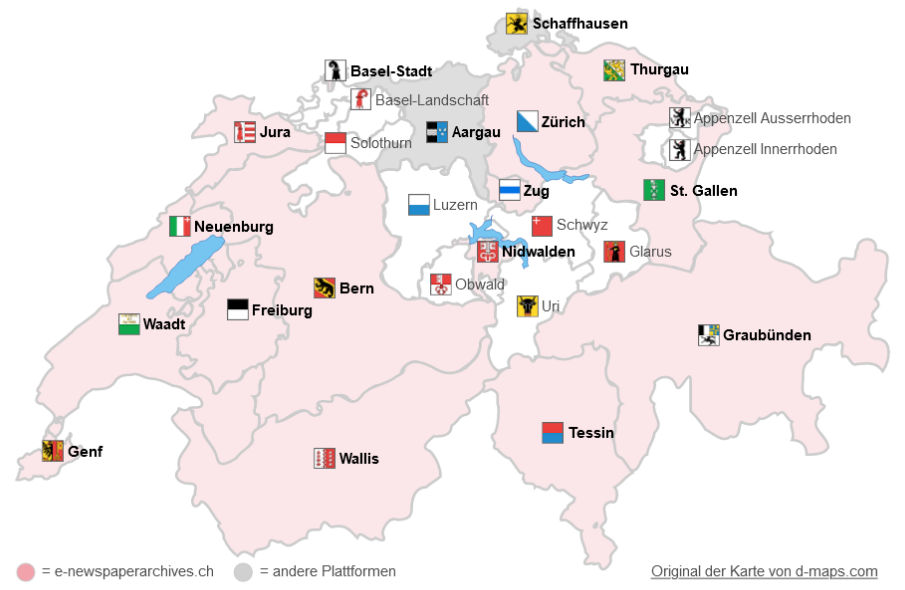 Schaffhausen
Basel-Stadt
Thurgau
Basel-Landschaft
Appenzell Ausserrhoden
Zürich
Jura
Aargau
Solothurn
Appenzell Innerrhoden
Zug
St. Gallen
Luzern
Neuenburg
Schwyz
Nidwalden
Glarus
Obwald
Bern
Uri
Freiburg
Waadt
Graubünden
Tessin
Genf
Wallis
= e-newspaperarchives.ch
= andere Plattformen
Original der Karte von d-maps.com